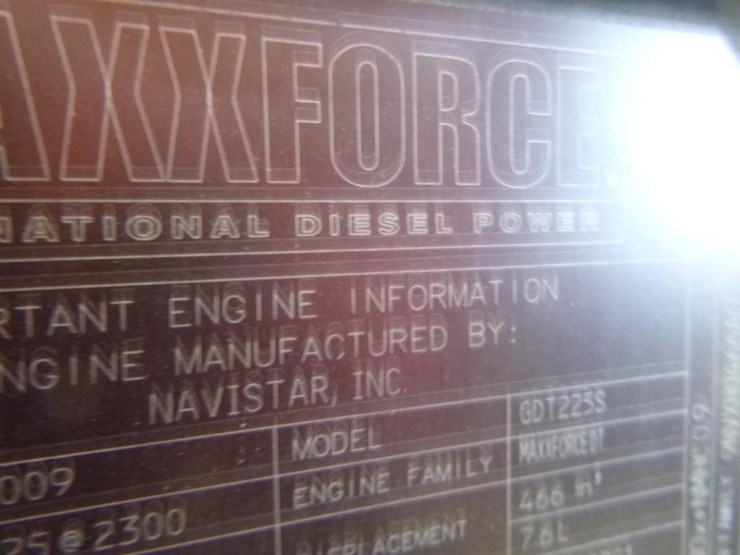 AXXFORCE
NATIONAL DIESEL POWER
RTANT ENGINE INFORMATION
NGINE MANUFACTURED BY:
NAVISTAR, INC.
GDT225S
MODEL MAXXFORCE DT
009 ENGINE FAMILY 466 in³
25 @ 2300 DISPLACEMENT 7.6L